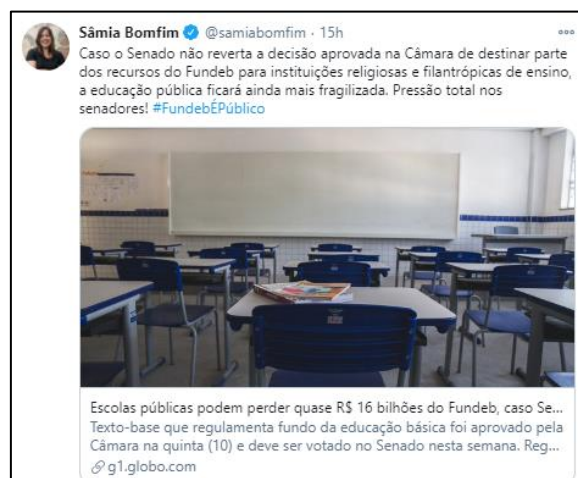 Sâmia Bomfim @samiabomfim · 15h
Caso o Senado não reverta a decisão aprovada na Câmara de destinar parte
dos recursos do Fundeb para instituições religiosas e filantrópicas de ensino,
a educação pública ficará ainda mais fragilizada. Pressão total nos
senadores! #FundebÉPúblico
Escolas públicas podem perder quase R$ 16 bilhões do Fundeb, caso Se...
Texto-base que regulamenta fundo da educação básica foi aprovado pela
Câmara na quinta (10) e deve ser votado no Senado nesta semana. Reg...
g1.globo.com